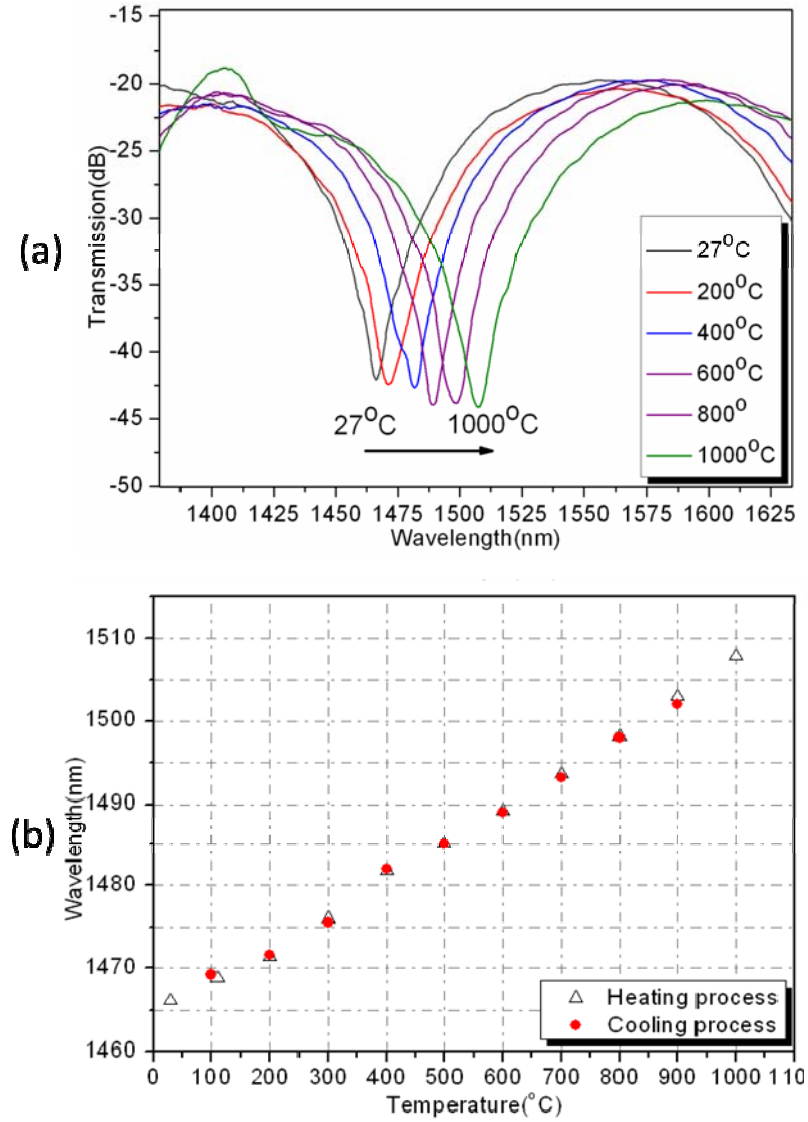 (a)
Transmission(dB)
-15
-20
-25
-30
-35
-40
-45
-50
27°C
200°C
400°C
600°C
800°
1000°C
27°C
1000°C
1400 1425 1450 1475 1500 1525 1550 1575 1600 1625
Wavelength(nm)
(b)
Wavelength(nm)
1510
1500
1490
1480
1470
1460
Heating process
Cooling process
0 100 200 300 400 500 600 700 800 900 1000 110
Temperature(°C)